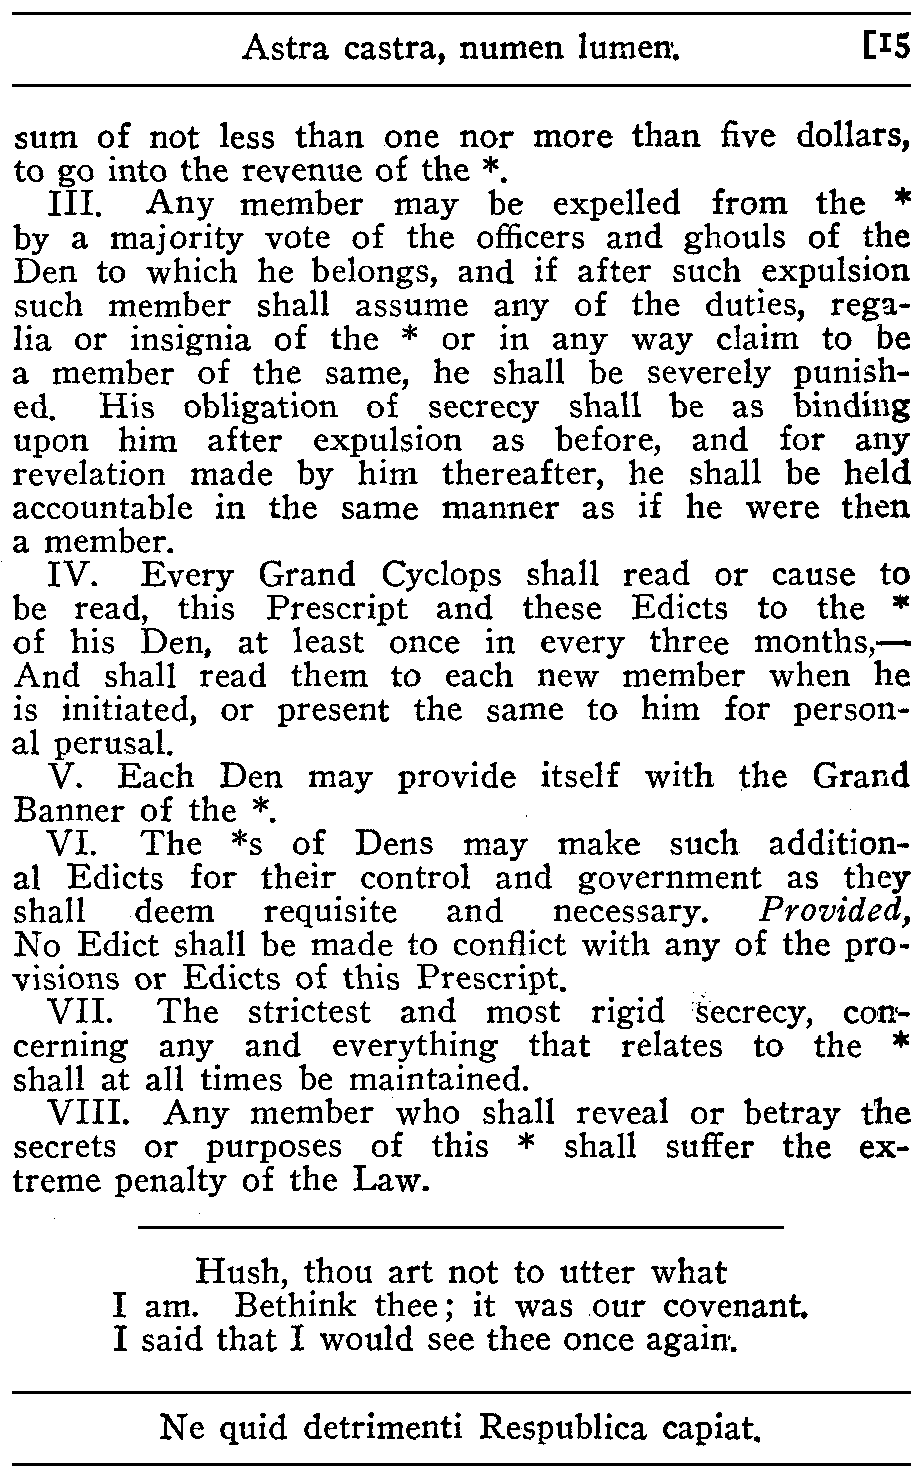 Astra castra, numen lumen. [15
sum of not less than one nor more than five dollars,
to go into the revenue of the *.
III. Any member may be expelled from the *
by a majority vote of the officers and ghouls of the
Den to which he belongs, and if after such expulsion
such member shall assume any of the duties, rega-
lia or insignia of the * or in any way claim to be
a member of the same, he shall be severely punish-
ed. His obligation of secrecy shall be as binding
upon him after expulsion as before, and for any
revelation made by him thereafter, he shall be held
accountable in the same manner as if he were then
a member.
IV. Every Grand Cyclops shall read or cause to
be read, this Prescript and these Edicts to the *
of his Den, at least once in every three months,—
And shall read them to each new member when he
is initiated, or present the same to him for person-
al perusal.
V. Each Den may provide itself with the Grand
Banner of the *.
VI. The *s of Dens may make such addition-
al Edicts for their control and government as they
shall deem requisite and necessary. Provided,
No Edict shall be made to conflict with any of the pro-
visions or Edicts of this Prescript.
VII. The strictest and most rigid secrecy, con-
cerning any and everything that relates to the *
shall at all times be maintained.
VIII. Any member who shall reveal or betray the
secrets or purposes of this * shall suffer the ex-
treme penalty of the Law.
Hush, thou art not to utter what
I am. Bethink thee; it was our covenant.
I said that I would see thee once again.
Ne quid detrimenti Respublica capiat.